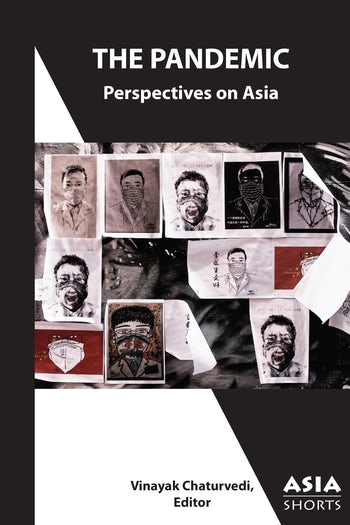 THE PANDEMIC
Perspectives on Asia
Vinayak Chaturvedi,
Editor
ASIA
SHORTS